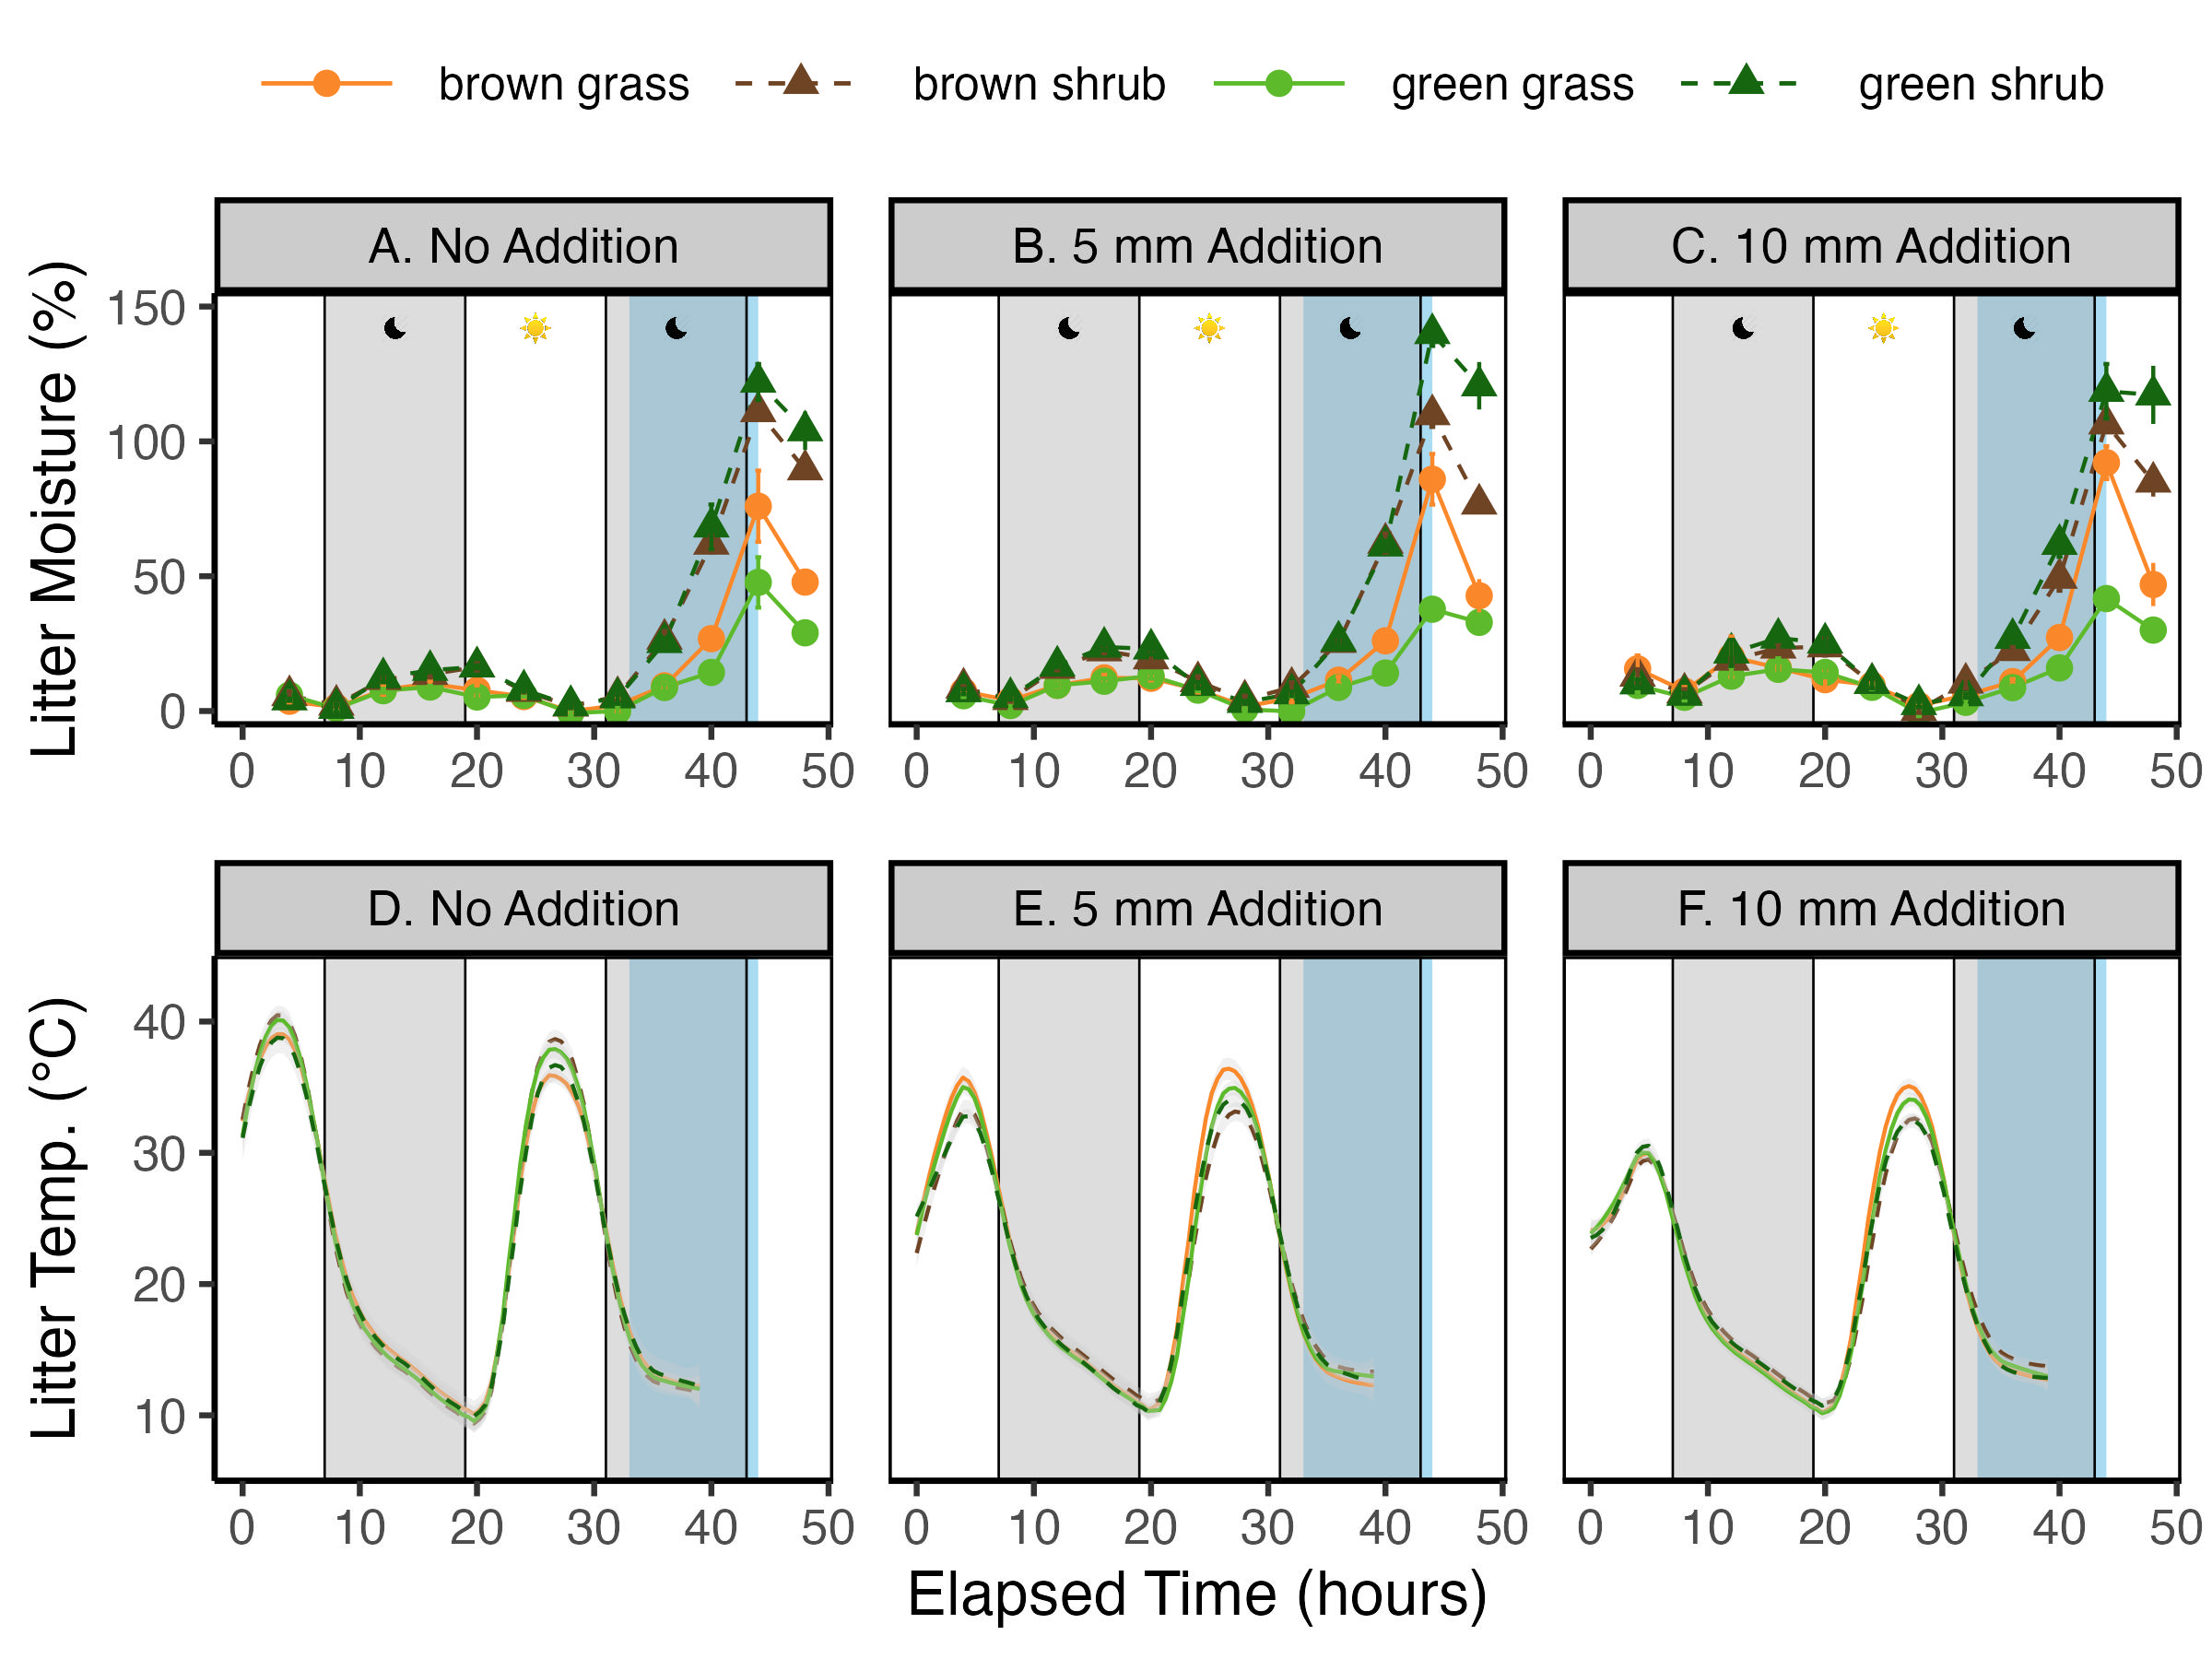 brown grass brown shrub green grass green shrub
A. No Addition B. 5 mm Addition C. 10 mm Addition
Litter Moisture (%)
150
100
50
0
0 10 20 30 40 50 0 10 20 30 40 50 0 10 20 30 40 50
D. No Addition E. 5 mm Addition F. 10 mm Addition
Litter Temp. (°C)
40
30
20
10
0 10 20 30 40 50 0 10 20 30 40 50 0 10 20 30 40 50
Elapsed Time (hours)